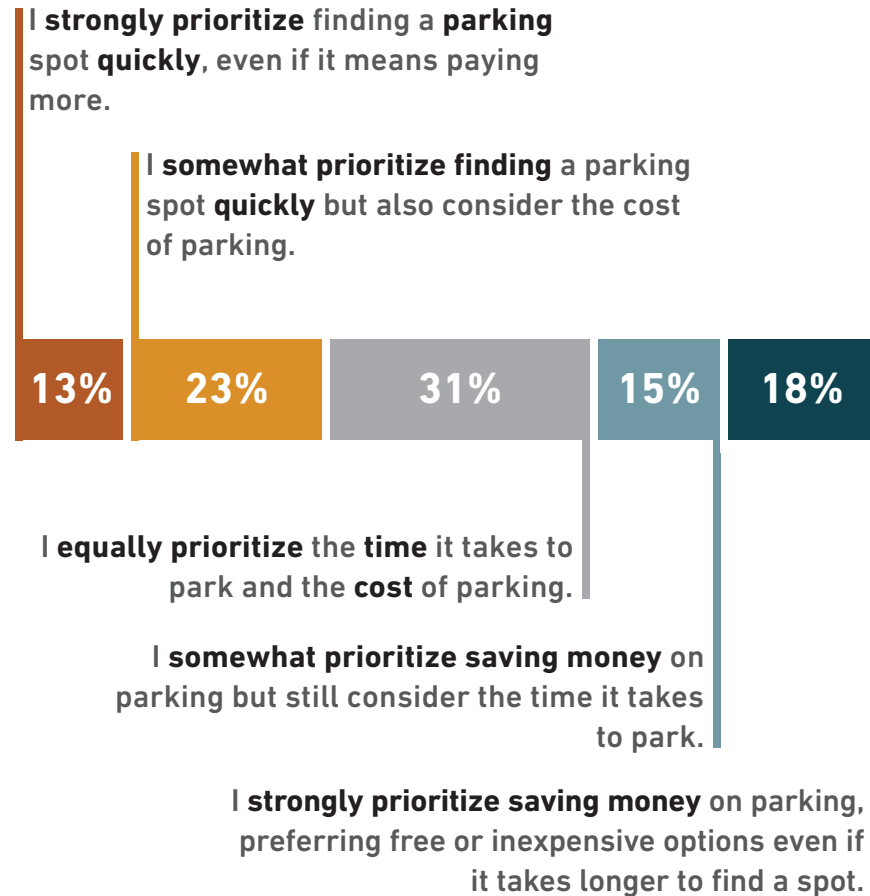 I strongly prioritize finding a parking
spot quickly, even if it means paying
more.
I somewhat prioritize finding a parking
spot quickly but also consider the cost
of parking.
13% 23% 31% 15% 18%
I equally prioritize the time it takes to
park and the cost of parking.
I somewhat prioritize saving money on
parking but still consider the time it takes
to park.
I strongly prioritize saving money on parking,
preferring free or inexpensive options even if
it takes longer to find a spot.